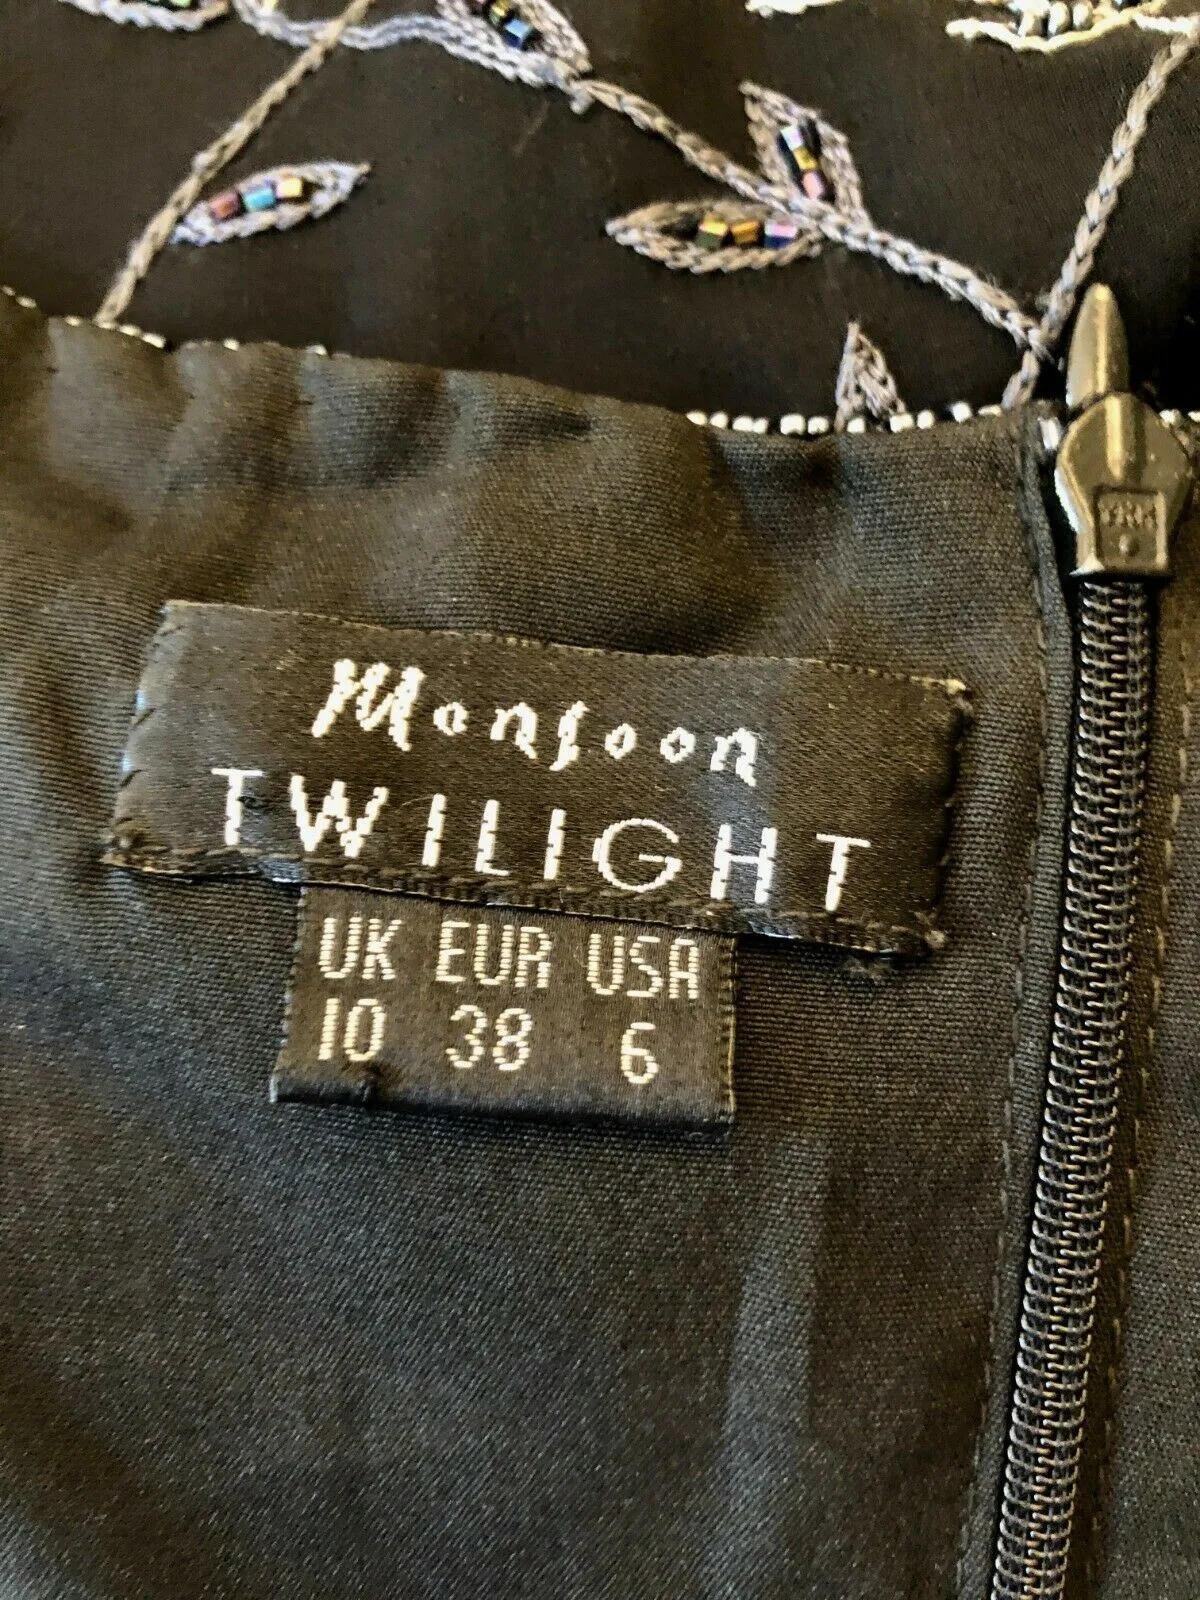 Monsoon
TWILIGHT
UK EUR USA
10 38 6